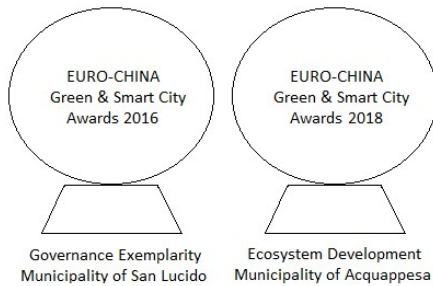 EURO-CHINA
Green & Smart City
Awards 2016
Governance Exemplarity
Municipality of San Lucido
EURO-CHINA
Green & Smart City
Awards 2018
Ecosystem Development
Municipality of Acquappesa